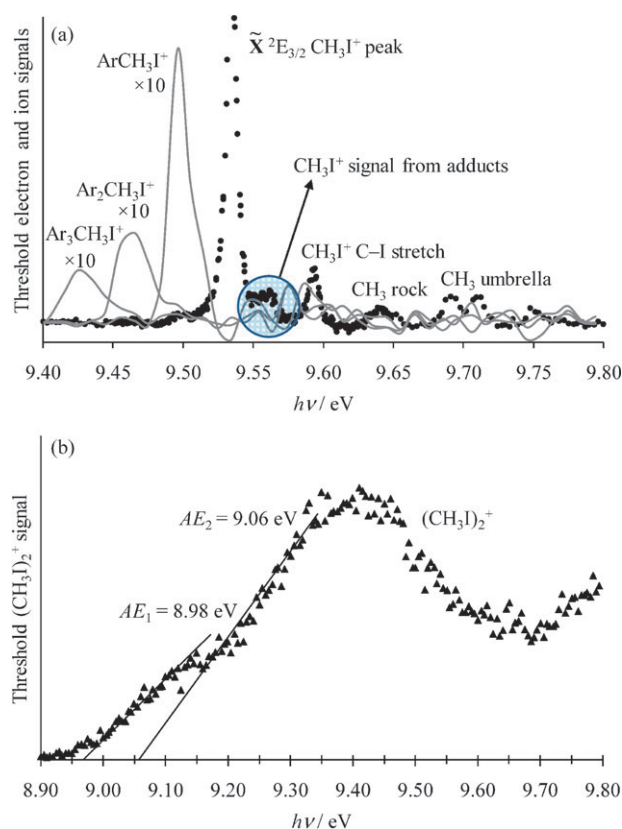 (a)
Threshold electron and ion signals
ArCH₃I⁺
×10
X̃ ²E₃/₂ CH₃I⁺ peak
CH₃I⁺ signal from adducts
Ar₂CH₃I⁺
×10
Ar₃CH₃I⁺
×10
CH₃I⁺ C–I stretch
CH₃ rock
CH₃ umbrella
9.40 9.45 9.50 9.55 9.60 9.65 9.70 9.75 9.80
hν / eV
(b)
Threshold (CH₃I)₂⁺ signal
AE₂ = 9.06 eV
(CH₃I)₂⁺
AE₁ = 8.98 eV
8.90 9.00 9.10 9.20 9.30 9.40 9.50 9.60 9.70 9.80
hν / eV